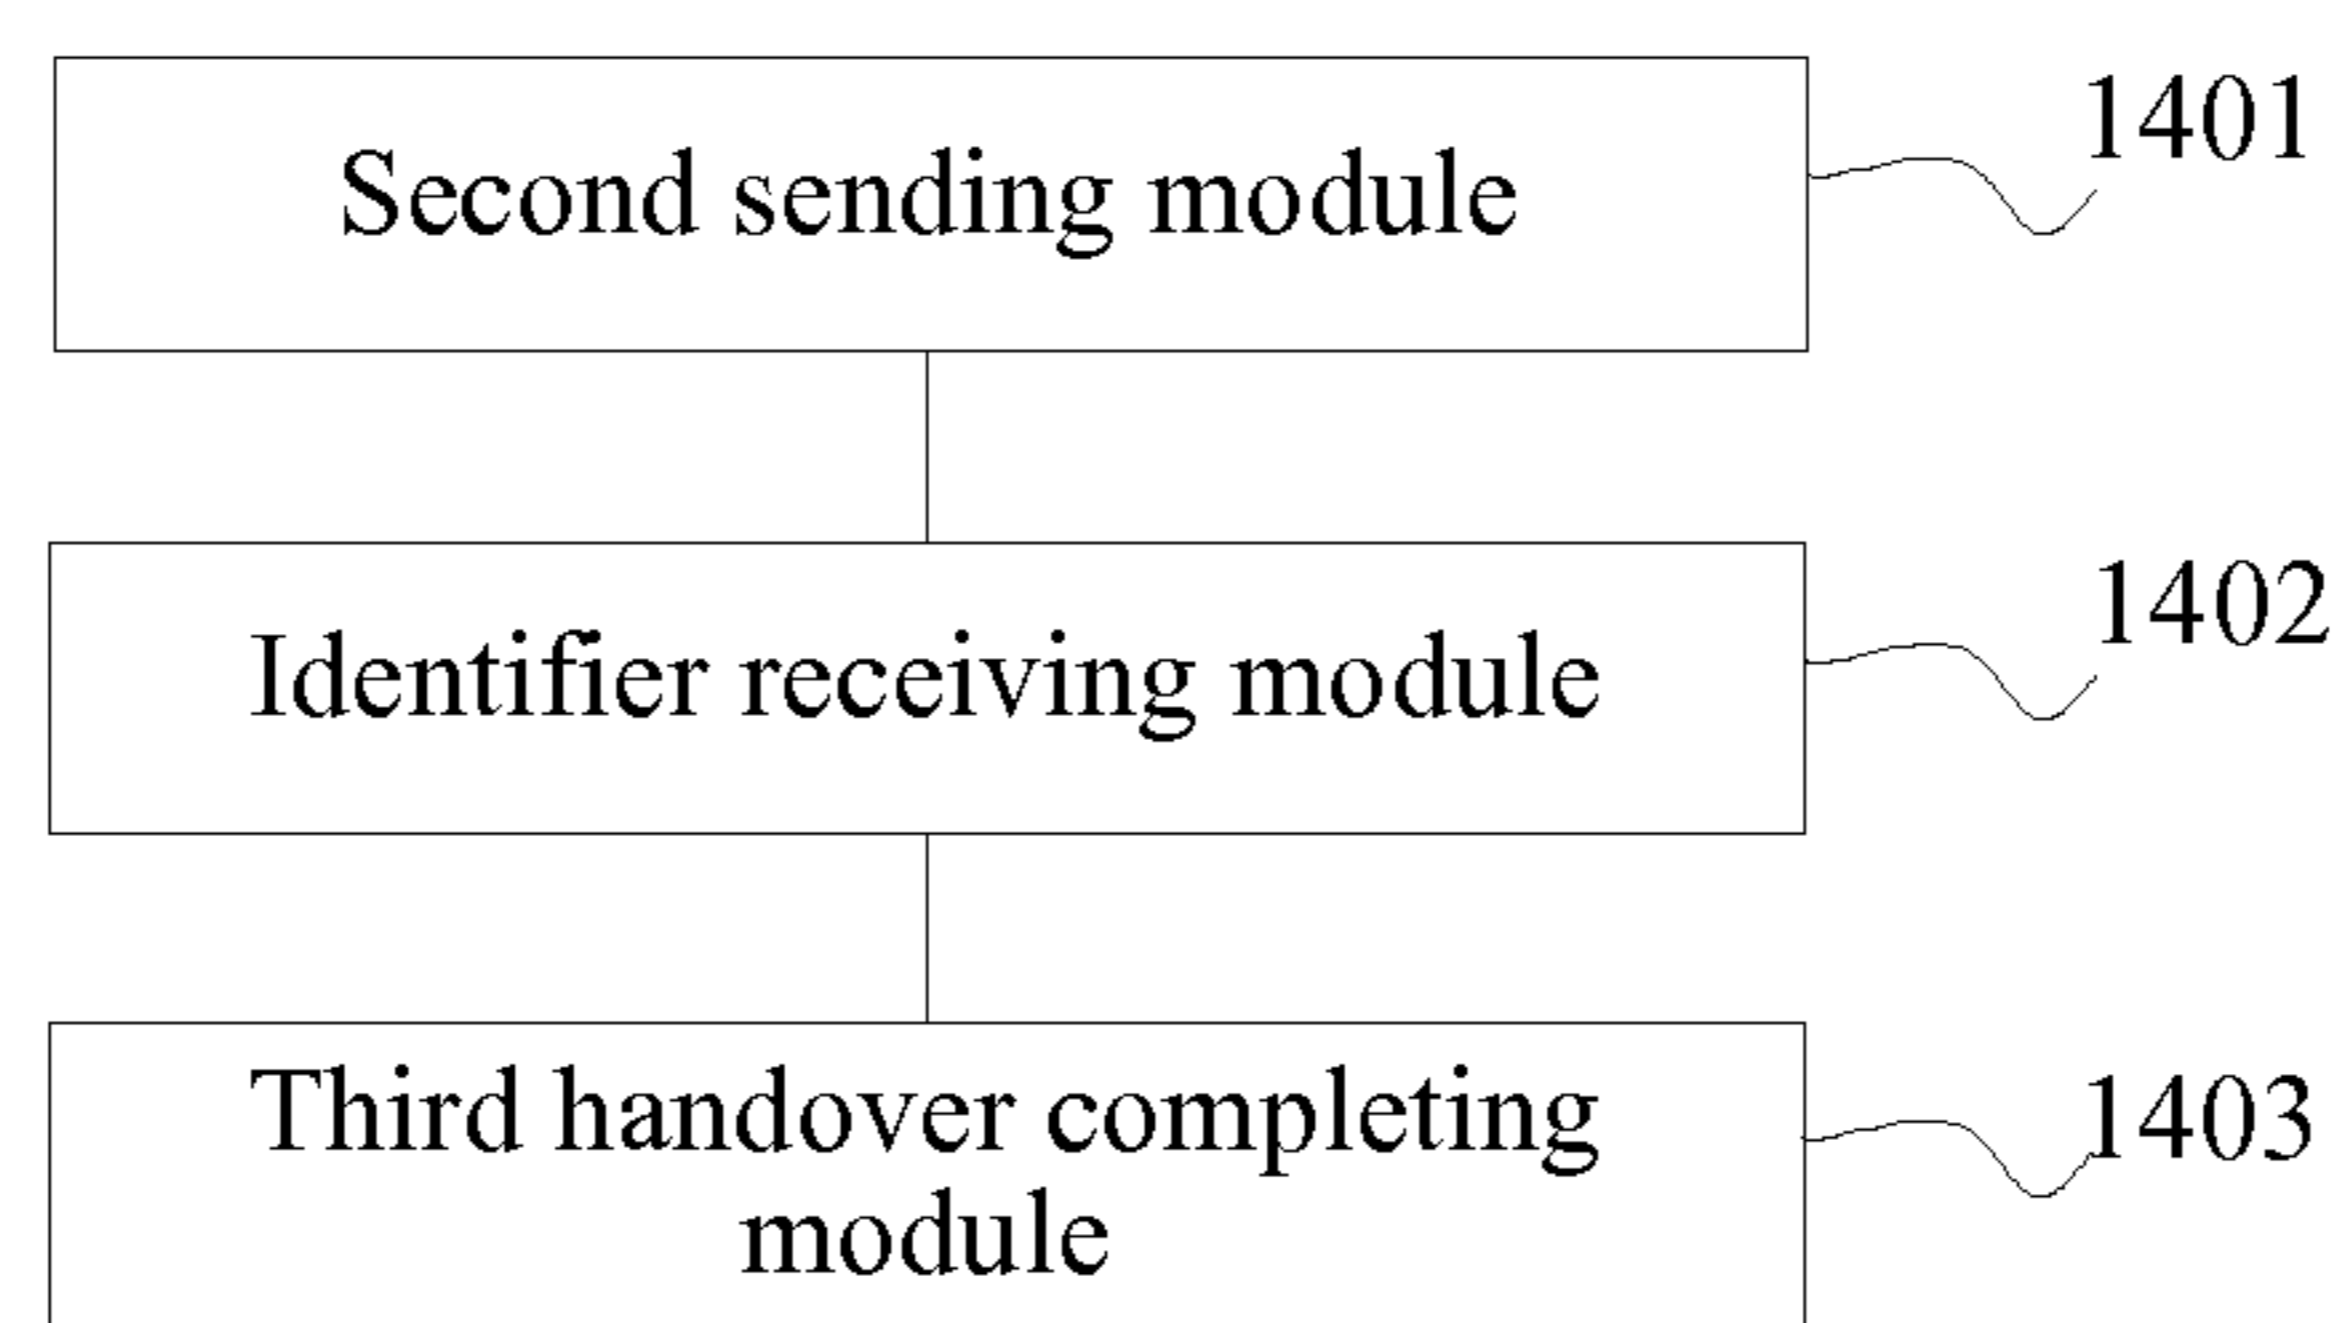 Second sending module
1401
Identifier receiving module
1402
Third handover completing
module
1403